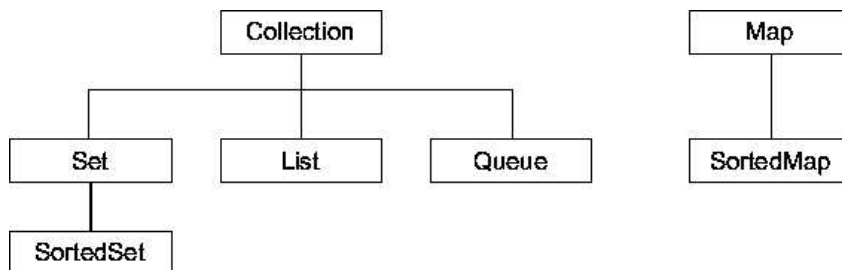 Collection
Map
Set
List
Queue
SortedMap
SortedSet